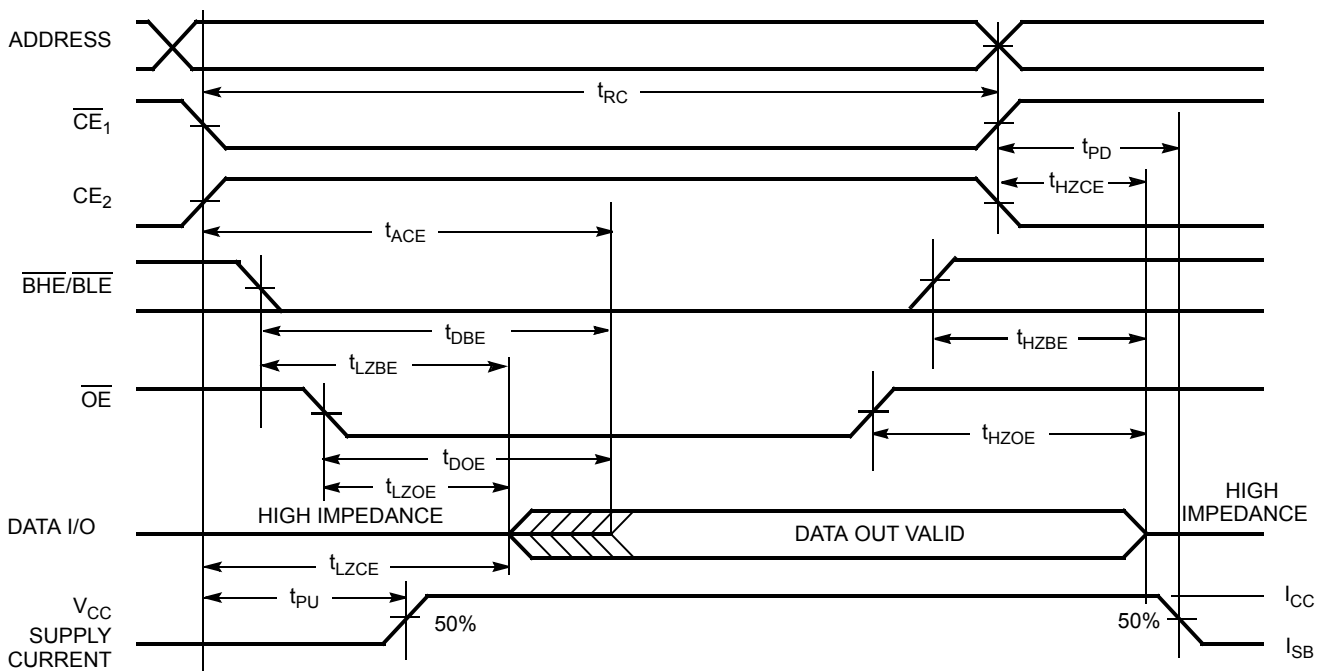 ADDRESS
tRC
CE1
tPD
tHZCE
CE2
tACE
BHE/BLE
tDBE
tHZBE
tLZBE
OE
tHZOE
tDOE
tLZOE
HIGH IMPEDANCE
HIGH
IMPEDANCE
DATA I/O
DATA OUT VALID
tLZCE
tPU
VCC
SUPPLY
CURRENT
50%
50%
ICC
ISB